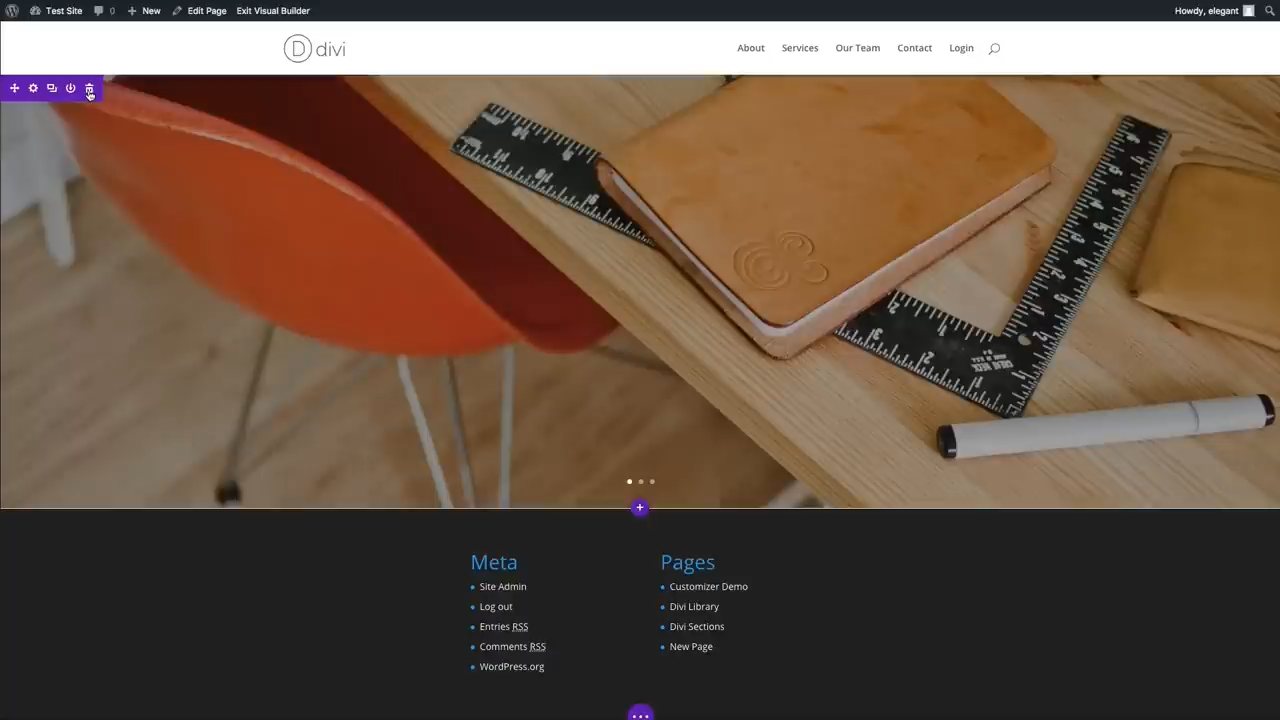 Test Site 0 New Edit Page Exit Visual Builder Howdy, elegant
D divi About Services Our Team Contact Login
Meta
Site Admin
Log out
Entries RSS
Comments RSS
WordPress.org
Pages
Customizer Demo
Divi Library
Divi Sections
New Page